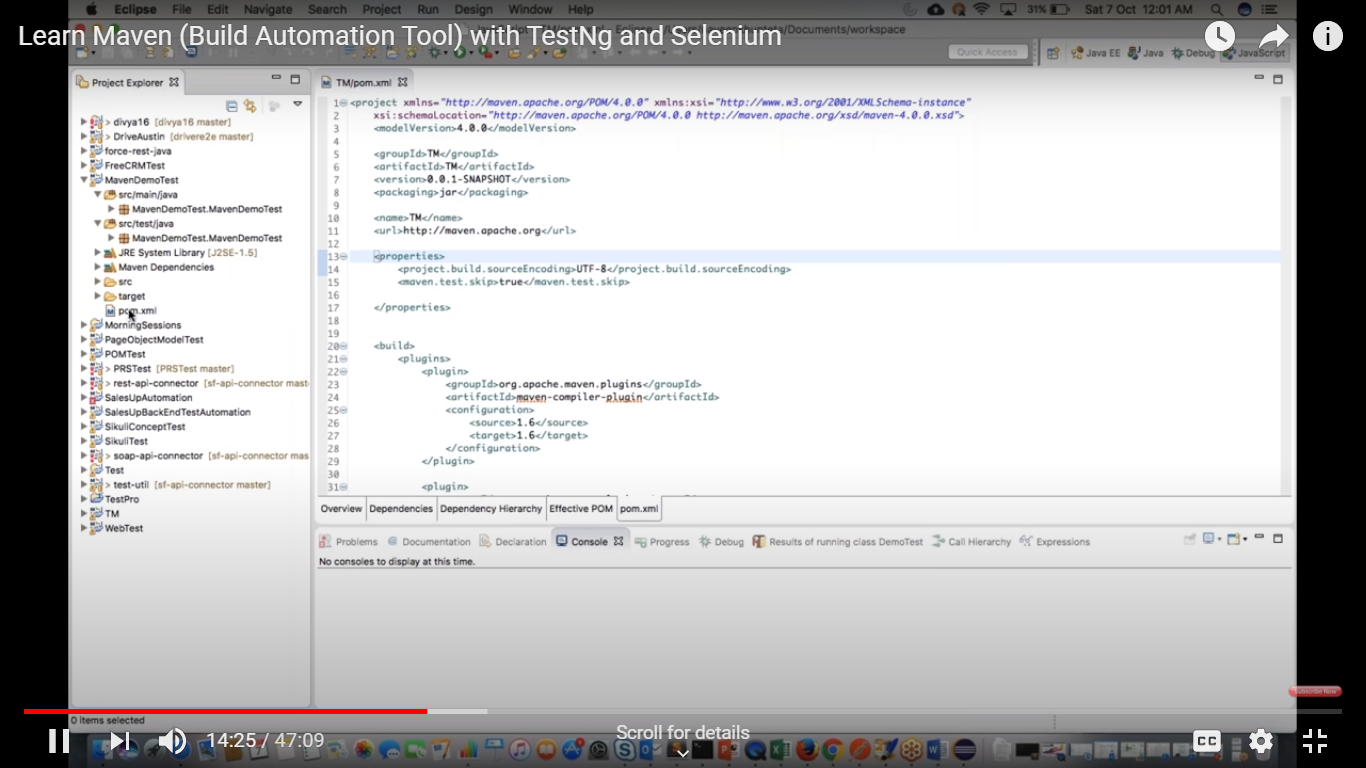 Eclipse File Edit Navigate Search Project Run Design Window Help 31% Sat 7 Oct 12:01 AM
Learn Maven (Build Automation Tool) with TestNg and Selenium
/Documents/workspace
Quick Access Java EE Java Debug JavaScript
Project Explorer
> divya16 [divya16 master]
> DriveAustin [drivere2e master]
force-rest-java
FreeCRMTest
MavenDemoTest
src/main/java
MavenDemoTest.MavenDemoTest
src/test/java
MavenDemoTest.MavenDemoTest
JRE System Library [J2SE-1.5]
Maven Dependencies
src
target
pom.xml
MorningSessions
PageObjectModelTest
POMTest
> PRSTest [PRSTest master]
> rest-api-connector [sf-api-connector mast
SalesUpAutomation
SalesUpBackEndTestAutomation
SikuliConceptTest
SikuliTest
> soap-api-connector [sf-api-connector mas
Test
> test-util [sf-api-connector master]
TestPro
TM
WebTest
TM/pom.xml
1 <project xmlns="http://maven.apache.org/POM/4.0.0" xmlns:xsi="http://www.w3.org/2001/XMLSchema-instance"
2 xsi:schemaLocation="http://maven.apache.org/POM/4.0.0 http://maven.apache.org/xsd/maven-4.0.0.xsd">
3 <modelVersion>4.0.0</modelVersion>
4
5 <groupId>TM</groupId>
6 <artifactId>TM</artifactId>
7 <version>0.0.1-SNAPSHOT</version>
8 <packaging>jar</packaging>
9
10 <name>TM</name>
11 <url>http://maven.apache.org</url>
12
13 <properties>
14 <project.build.sourceEncoding>UTF-8</project.build.sourceEncoding>
15 <maven.test.skip>true</maven.test.skip>
16
17 </properties>
18
19
20 <build>
21 <plugins>
22 <plugin>
23 <groupId>org.apache.maven.plugins</groupId>
24 <artifactId>maven-compiler-plugin</artifactId>
25 <configuration>
26 <source>1.6</source>
27 <target>1.6</target>
28 </configuration>
29 </plugin>
30
31 <plugin>
Overview Dependencies Dependency Hierarchy Effective POM pom.xml
Problems Documentation Declaration Console Progress Debug Results of running class DemoTest Call Hierarchy Expressions
No consoles to display at this time.
Subscribe Now
0 items selected
14:25 / 47:09
Scroll for details
CC